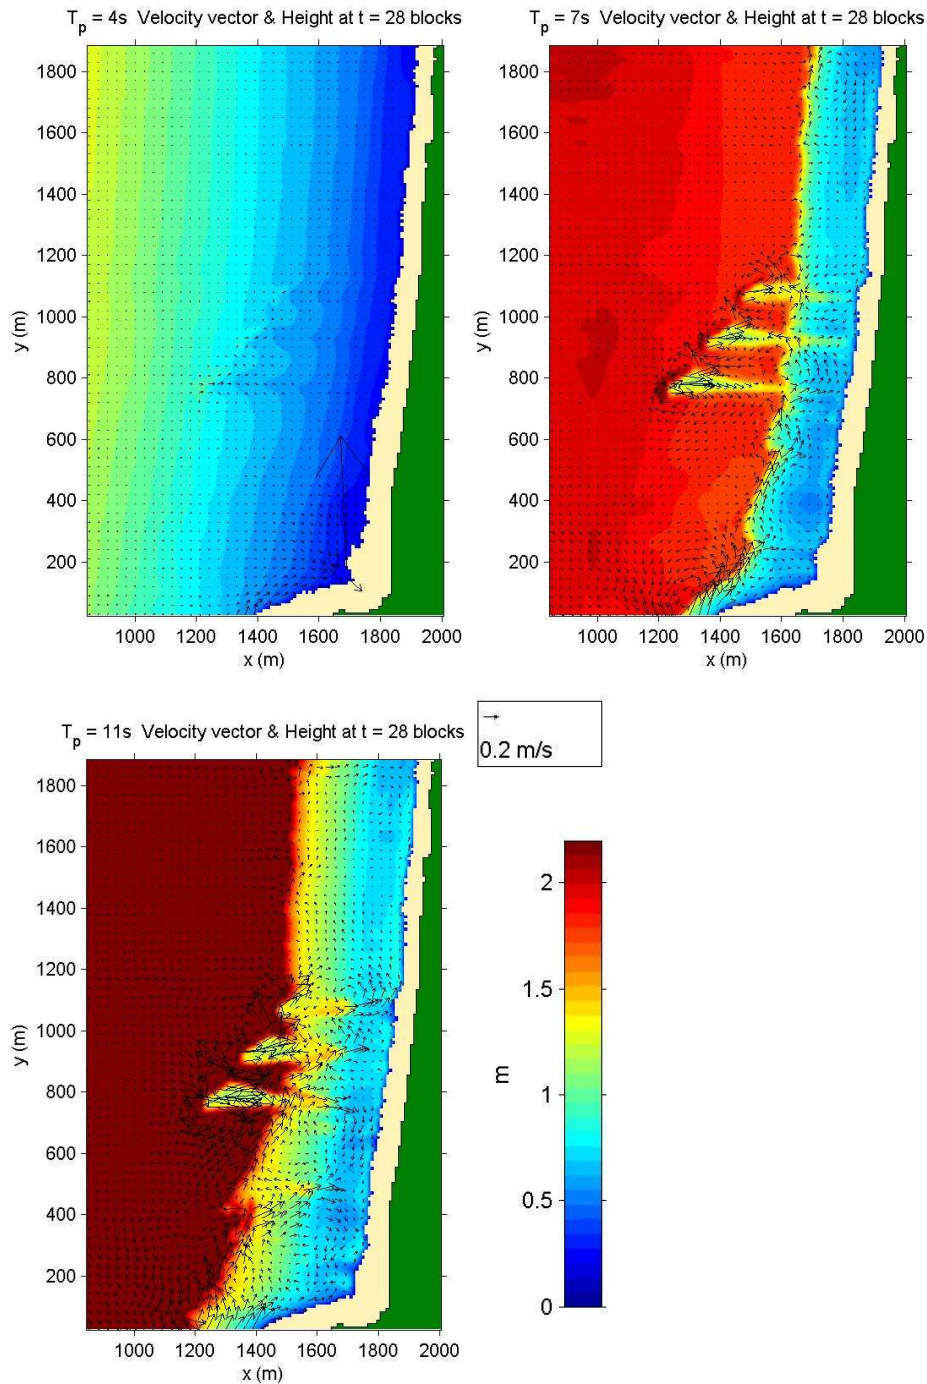 T_p = 4s Velocity vector & Height at t = 28 blocks
1800
1600
1400
1200
1000
800
600
400
200
y (m)
1000 1200 1400 1600 1800 2000
x (m)
T_p = 7s Velocity vector & Height at t = 28 blocks
1800
1600
1400
1200
1000
800
600
400
200
y (m)
1000 1200 1400 1600 1800 2000
x (m)
T_p = 11s Velocity vector & Height at t = 28 blocks
1800
1600
1400
1200
1000
800
600
400
200
y (m)
1000 1200 1400 1600 1800 2000
x (m)
0.2 m/s
2
1.5
1
0.5
0
m